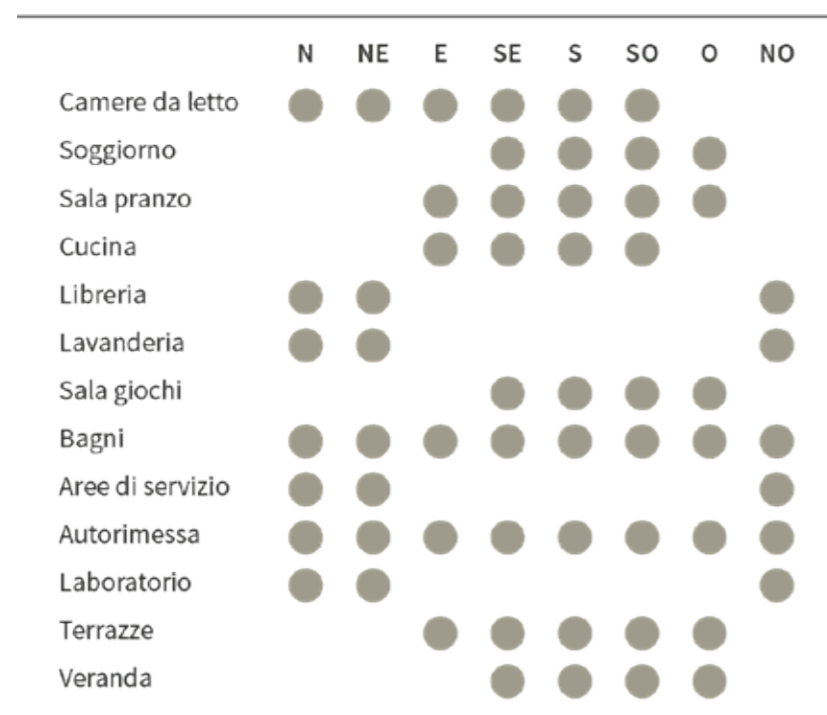 N NE E SE S SO O NO
Camere da letto
Soggiorno
Sala pranzo
Cucina
Libreria
Lavanderia
Sala giochi
Bagni
Aree di servizio
Autorimessa
Laboratorio
Terrazze
Veranda